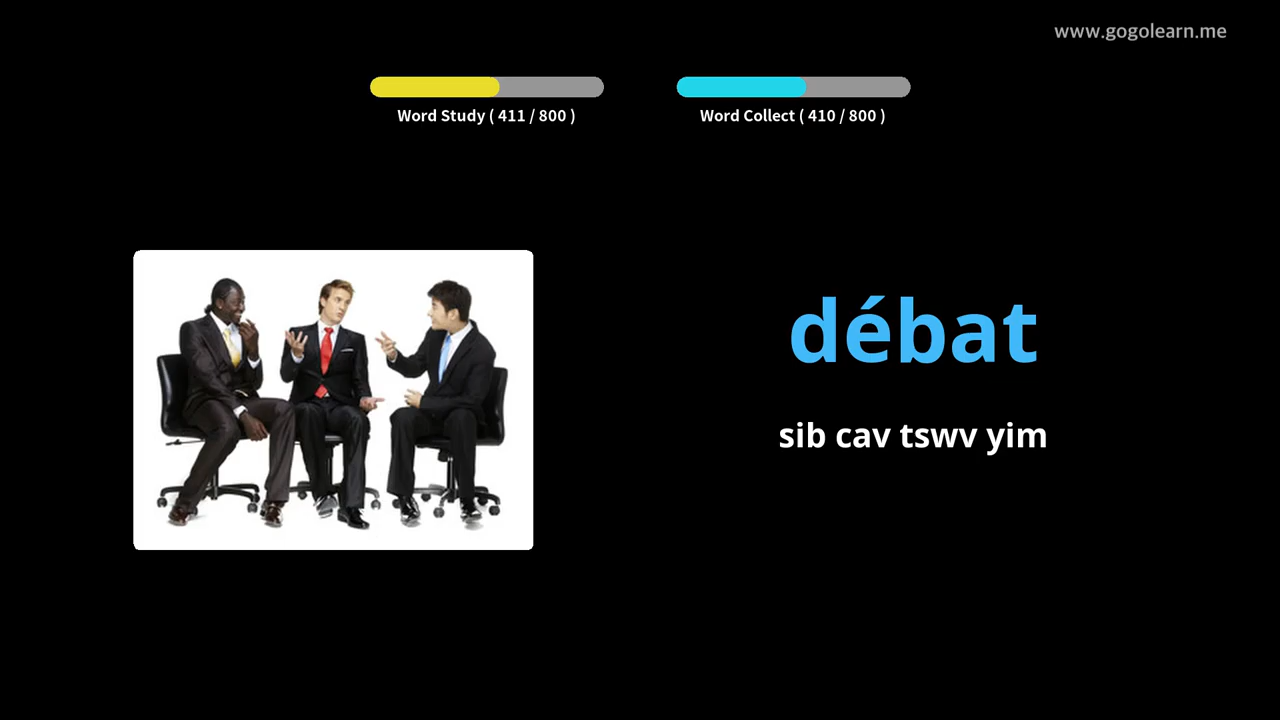 www.gogolearn.me
Word Study ( 411 / 800 )
Word Collect ( 410 / 800 )
débat
sib cav tswv yim